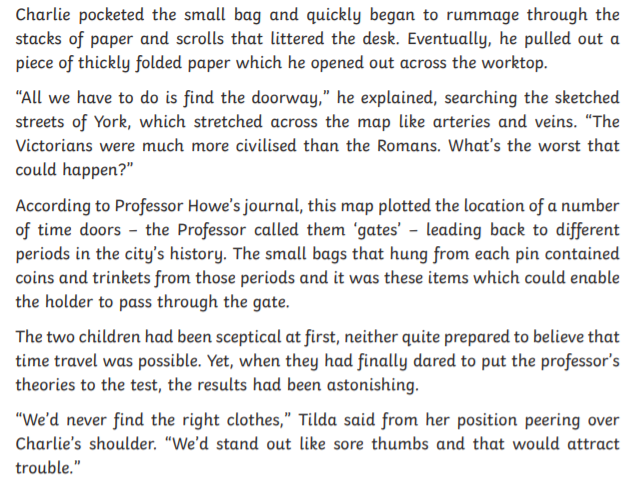 Charlie pocketed the small bag and quickly began to rummage through the
stacks of paper and scrolls that littered the desk. Eventually, he pulled out a
piece of thickly folded paper which he opened out across the worktop.
“All we have to do is find the doorway,” he explained, searching the sketched
streets of York, which stretched across the map like arteries and veins. “The
Victorians were much more civilised than the Romans. What’s the worst that
could happen?”
According to Professor Howe’s journal, this map plotted the location of a number
of time doors – the Professor called them ‘gates’ – leading back to different
periods in the city’s history. The small bags that hung from each pin contained
coins and trinkets from those periods and it was these items which could enable
the holder to pass through the gate.
The two children had been sceptical at first, neither quite prepared to believe that
time travel was possible. Yet, when they had finally dared to put the professor’s
theories to the test, the results had been astonishing.
“We’d never find the right clothes,” Tilda said from her position peering over
Charlie’s shoulder. “We’d stand out like sore thumbs and that would attract
trouble.”